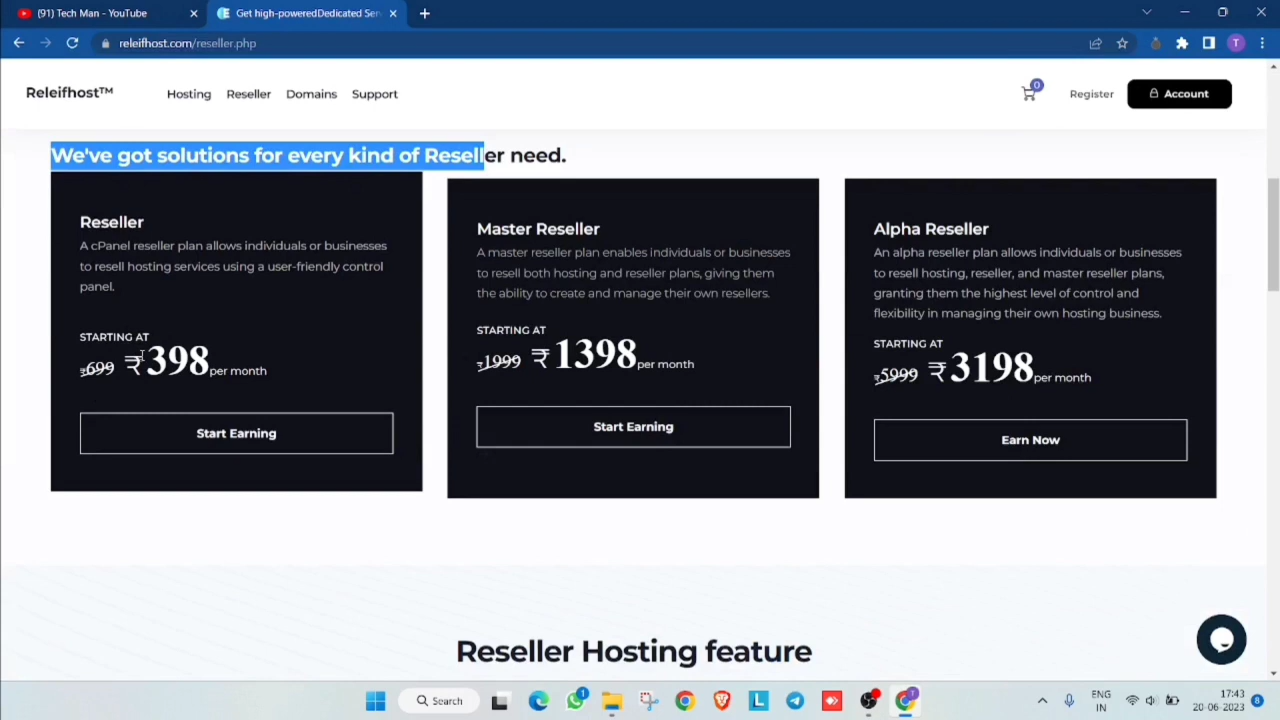 (91) Tech Man - YouTube
Get high-poweredDedicated Ser
releifhost.com/reseller.php
T
Releifhost™
Hosting
Reseller
Domains
Support
0
Register
Account
We've got solutions for every kind of Reseller need.
Reseller
A cPanel reseller plan allows individuals or businesses
to resell hosting services using a user-friendly control
panel.
STARTING AT
₹699 ₹398per month
Start Earning
Master Reseller
A master reseller plan enables individuals or businesses
to resell both hosting and reseller plans, giving them
the ability to create and manage their own resellers.
STARTING AT
₹1999 ₹1398per month
Start Earning
Alpha Reseller
An alpha reseller plan allows individuals or businesses
to resell hosting, reseller, and master reseller plans,
granting them the highest level of control and
flexibility in managing their own hosting business.
STARTING AT
₹5999 ₹3198per month
Earn Now
Reseller Hosting feature
Search
1
L
T
ENG
IN
17:43
20-06-2023
8